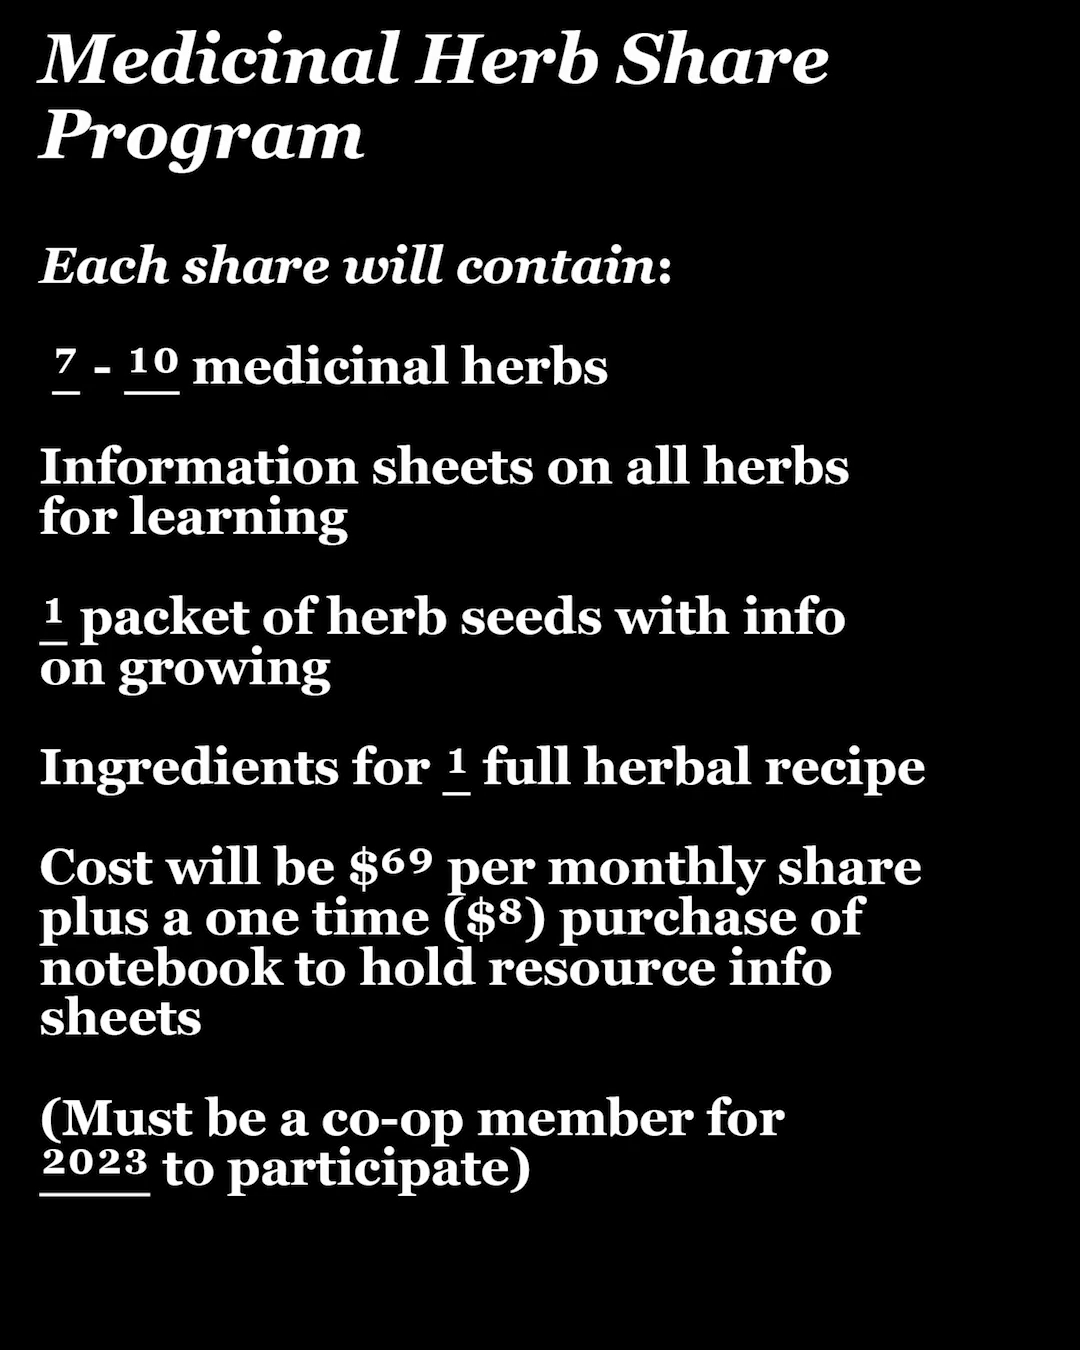 Medicinal Herb Share
Program
Each share will contain:
7 - 10 medicinal herbs
Information sheets on all herbs
for learning
1 packet of herb seeds with info
on growing
Ingredients for 1 full herbal recipe
Cost will be $69 per monthly share
plus a one time ($8) purchase of
notebook to hold resource info
sheets
(Must be a co-op member for
2023 to participate)